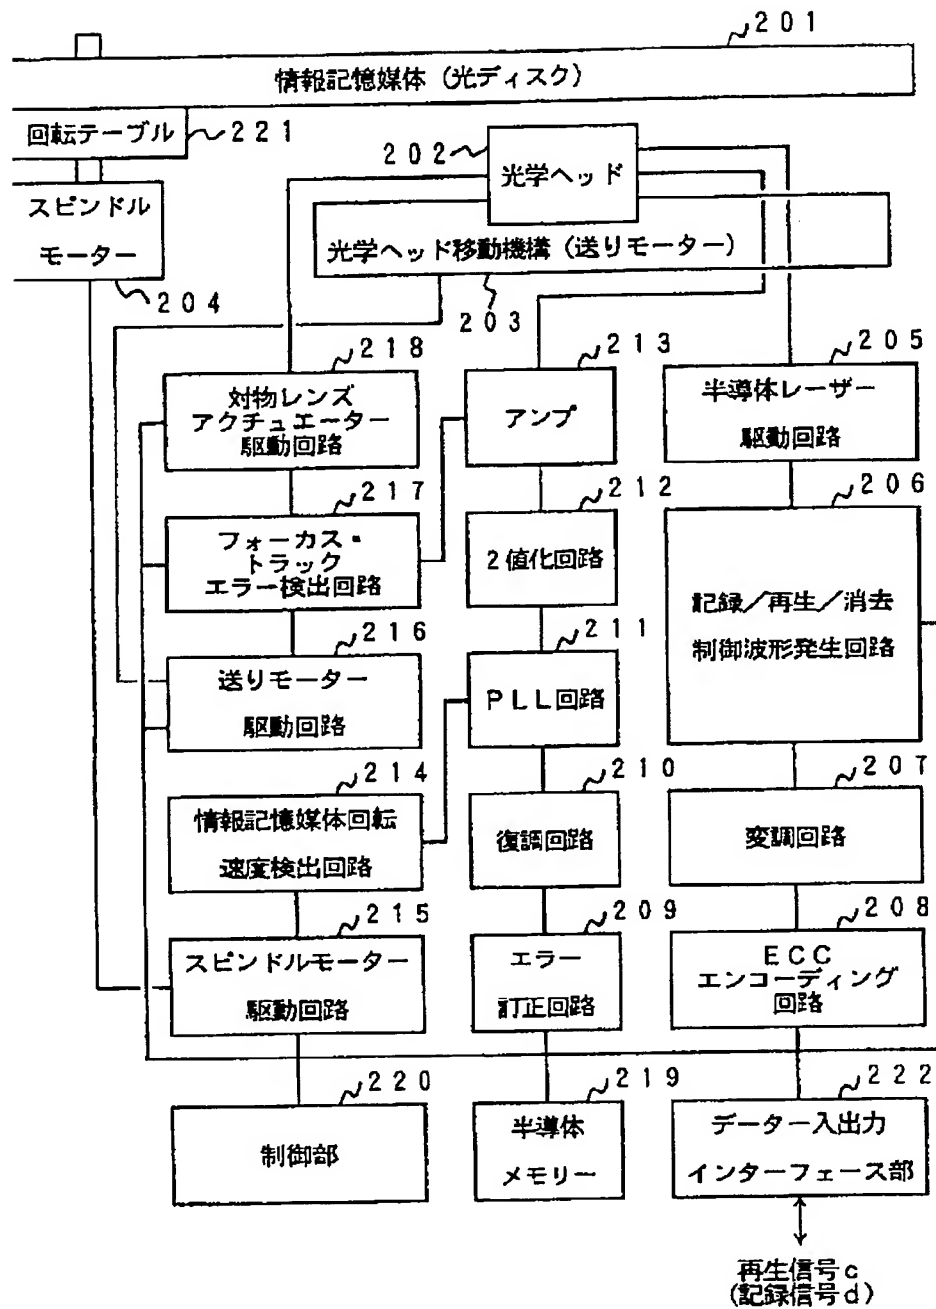 201
情報記憶媒体（光ディスク）
回転テーブル
221
202
光学ヘッド
スピンドル
モーター
光学ヘッド移動機構（送りモーター）
204
203
218
213
205
対物レンズ
アクチュエーター
駆動回路
アンプ
半導体レーザー
駆動回路
217
212
206
フォーカス・
トラック
エラー検出回路
2値化回路
記録／再生／消去
制御波形発生回路
216
211
送りモーター
駆動回路
PLL回路
214
210
207
情報記憶媒体回転
速度検出回路
復調回路
変調回路
215
209
208
スピンドルモーター
駆動回路
エラー
訂正回路
ECC
エンコーディング
回路
220
219
222
制御部
半導体
メモリー
データー入出力
インターフェース部
再生信号c
(記録信号d)